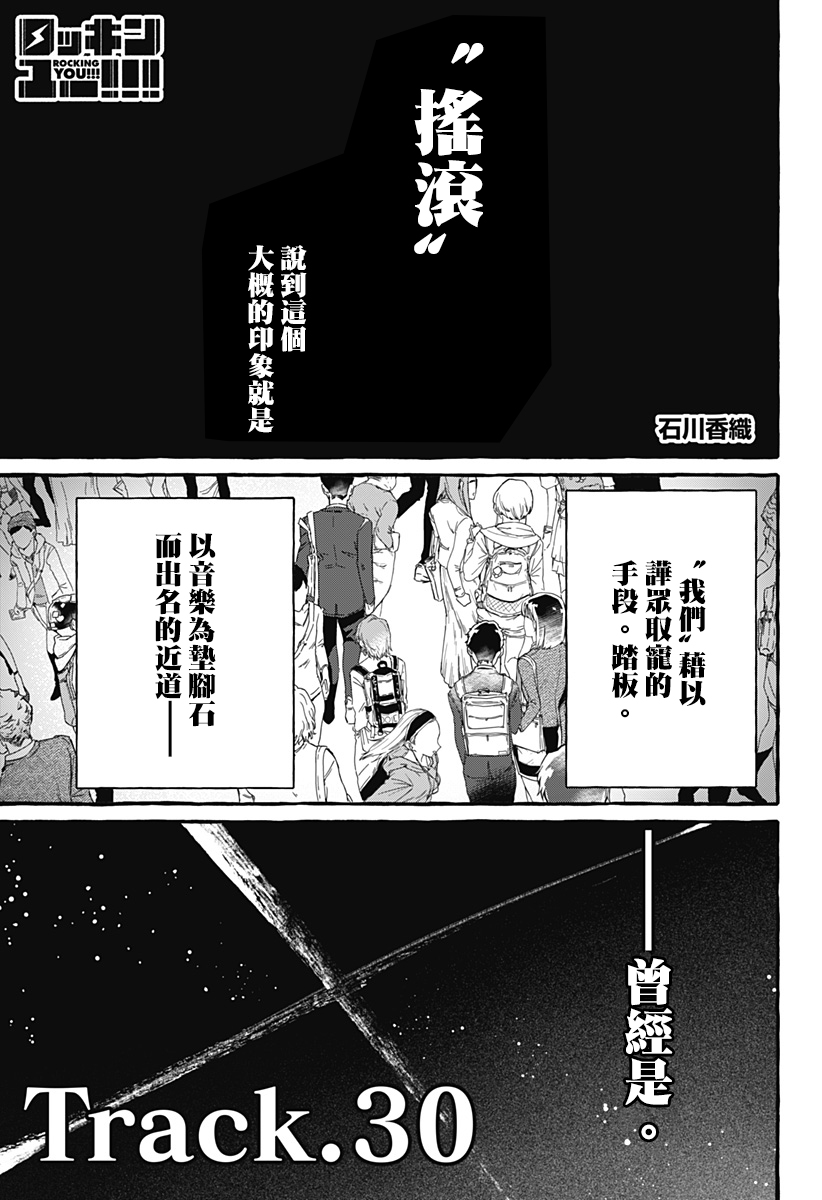 ロッキン
ROCKING
YOU!!!
ユー!!!
“搖滾”
說到這個
大概的印象就是
石川香織
“我們”藉以
譁眾取寵的
手段。踏板。
以音樂為墊腳石
而出名的近道——
——曾經是。
Track.30